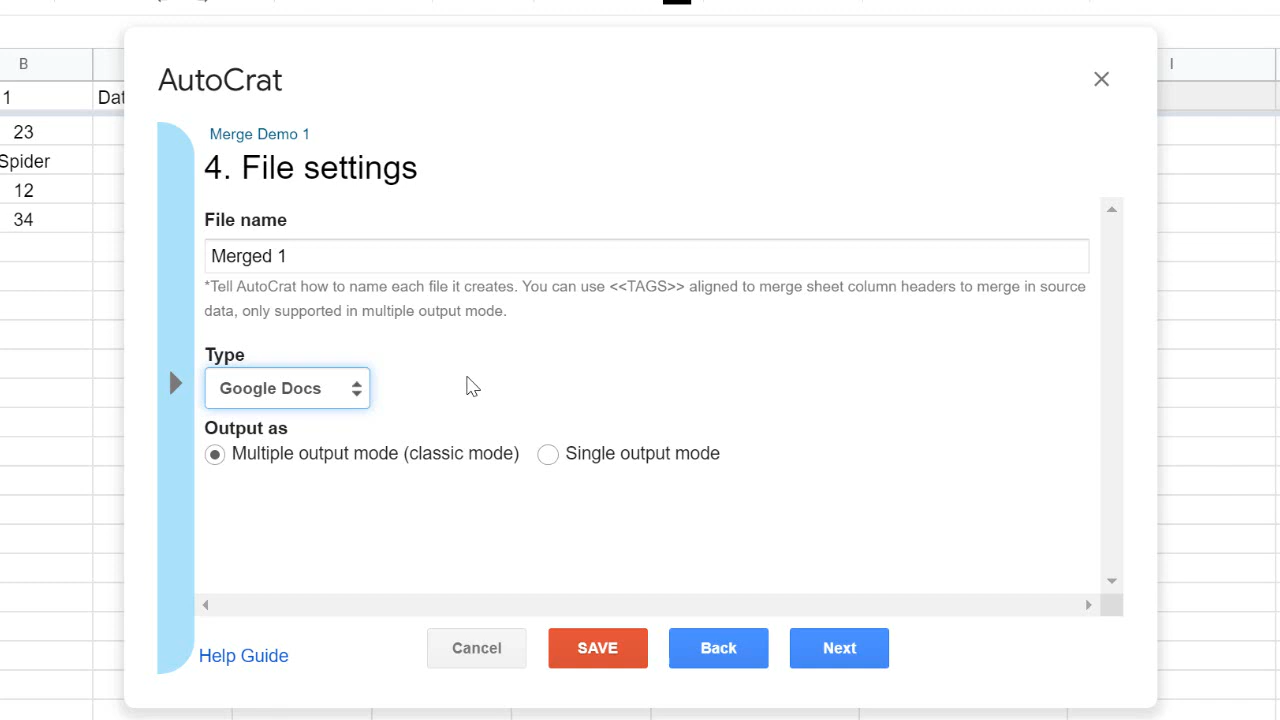 B
I
1
Dat
23
Spider
12
34
AutoCrat
Merge Demo 1
4. File settings
File name
Merged 1
*Tell AutoCrat how to name each file it creates. You can use <<TAGS>> aligned to merge sheet column headers to merge in source
data, only supported in multiple output mode.
Type
Google Docs
Output as
Multiple output mode (classic mode) Single output mode
Help Guide
Cancel SAVE Back Next